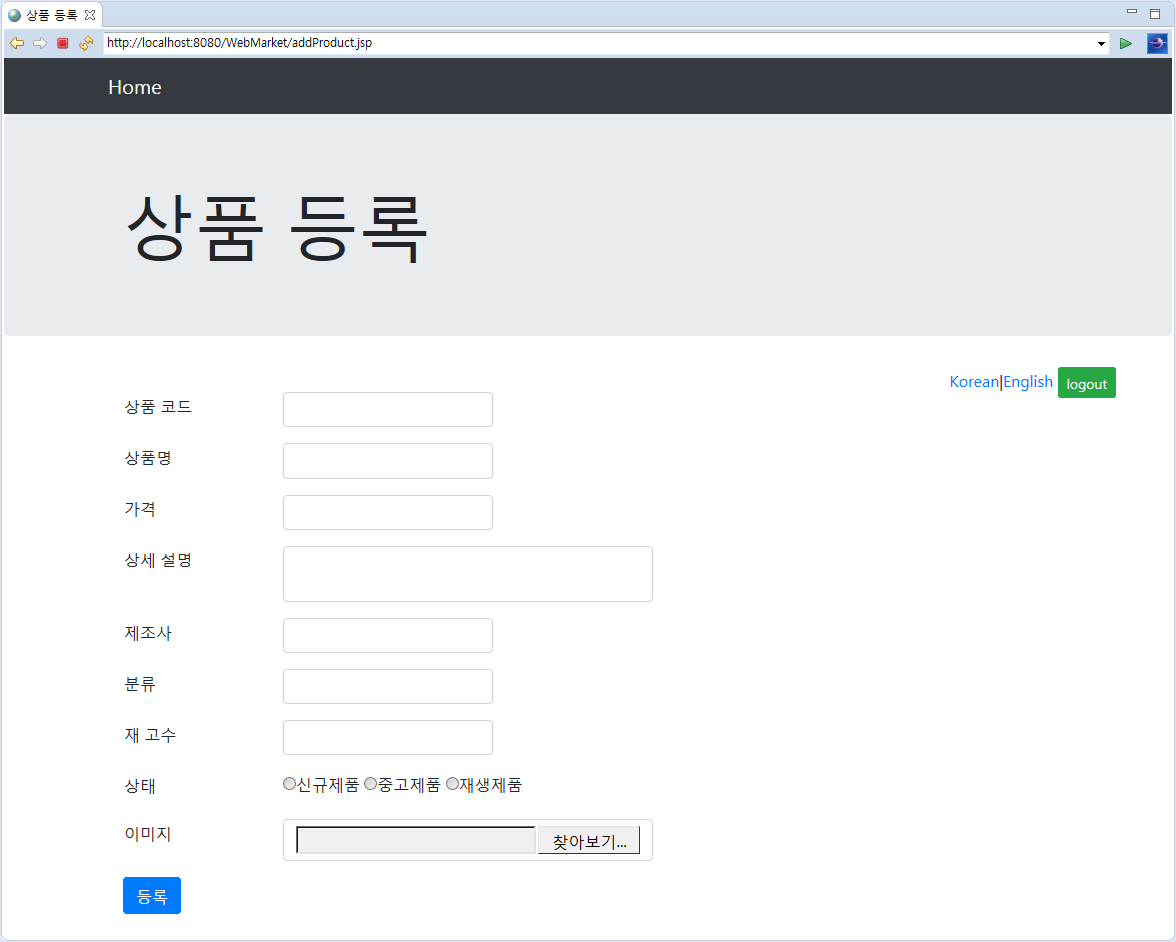 상품 등록
http://localhost:8080/WebMarket/addProduct.jsp
Home
상품 등록
Korean|English logout
상품 코드
상품명
가격
상세 설명
제조사
분류
재 고수
상태 신규제품 중고제품 재생제품
이미지 찾아보기...
등록